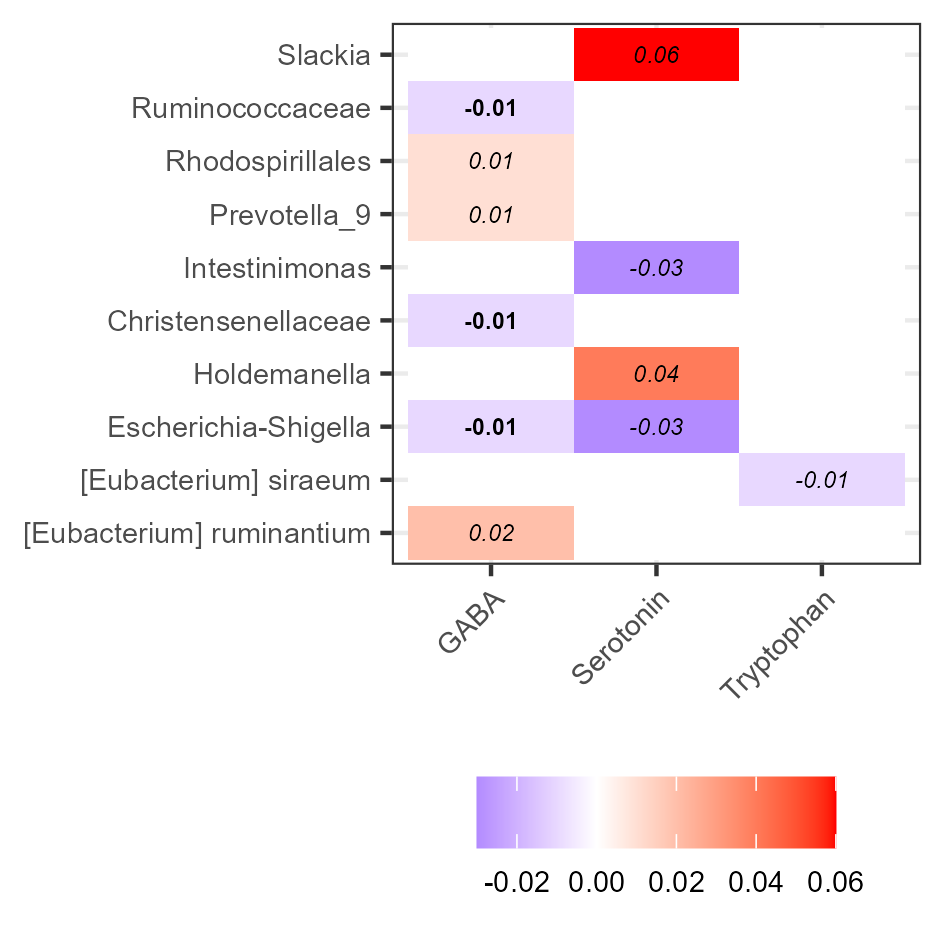 Slackia 0.06
Ruminococcaceae -0.01
Rhodospirillales 0.01
Prevotella_9 0.01
Intestinimonas -0.03
Christensenellaceae -0.01
Holdemanella 0.04
Escherichia-Shigella -0.01 -0.03
[Eubacterium] siraeum -0.01
[Eubacterium] ruminantium 0.02
GABA Serotonin Tryptophan
-0.02 0.00 0.02 0.04 0.06